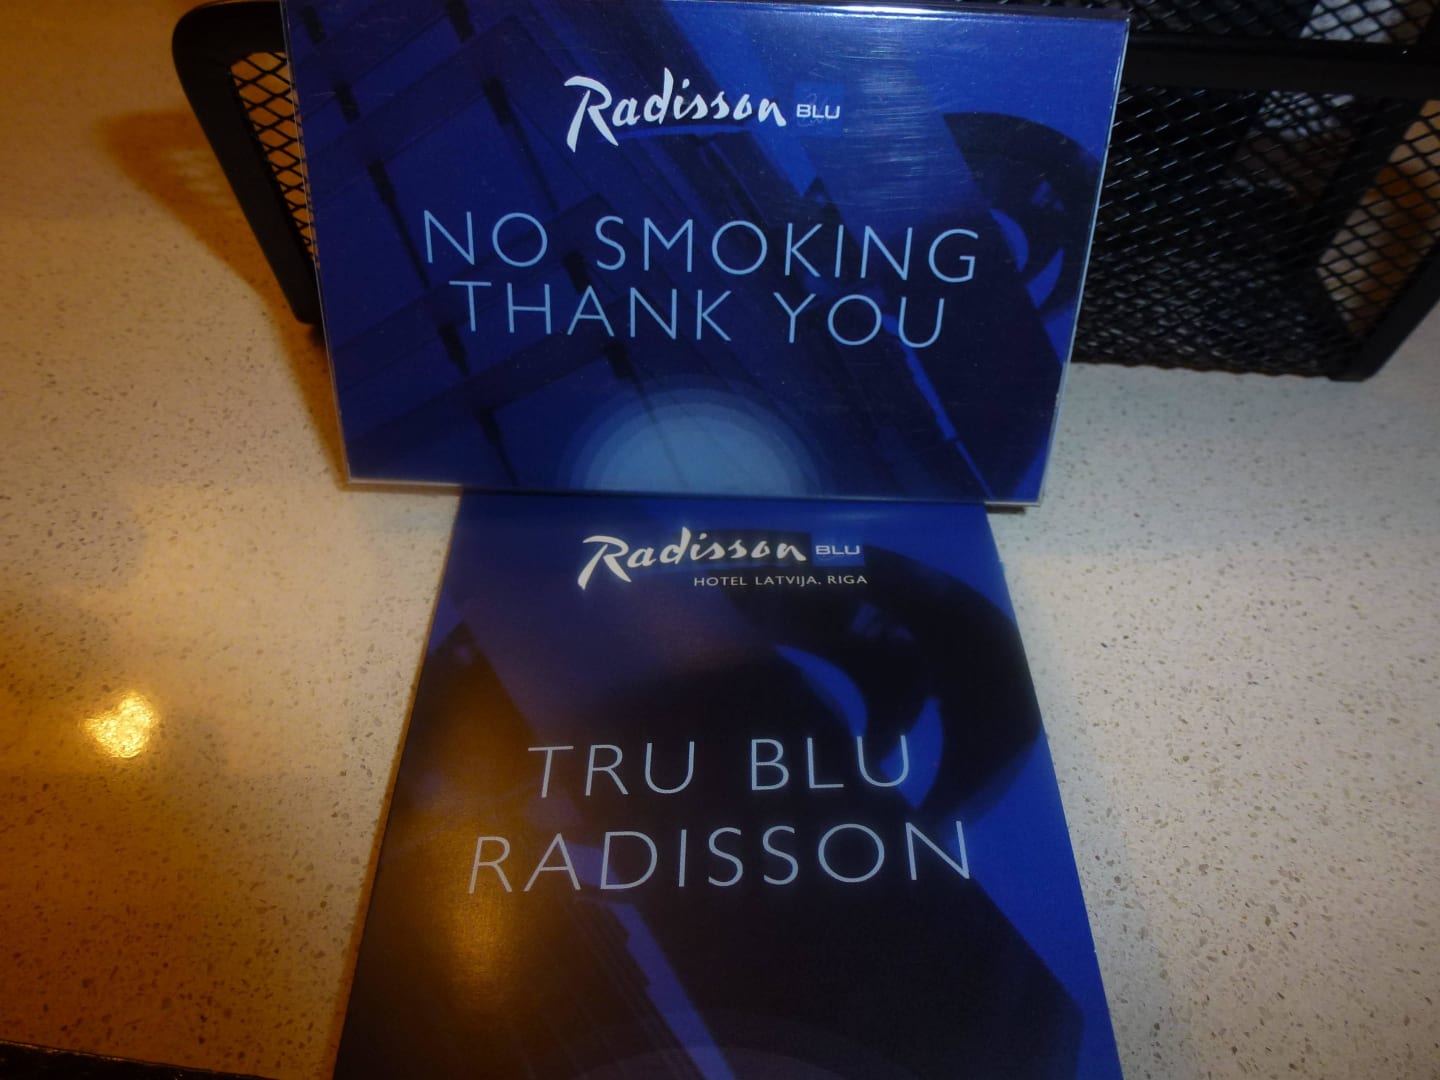 Radisson BLU
NO SMOKING
THANK YOU
Radisson BLU
HOTEL LATVIJA, RIGA
TRU BLU
RADISSON